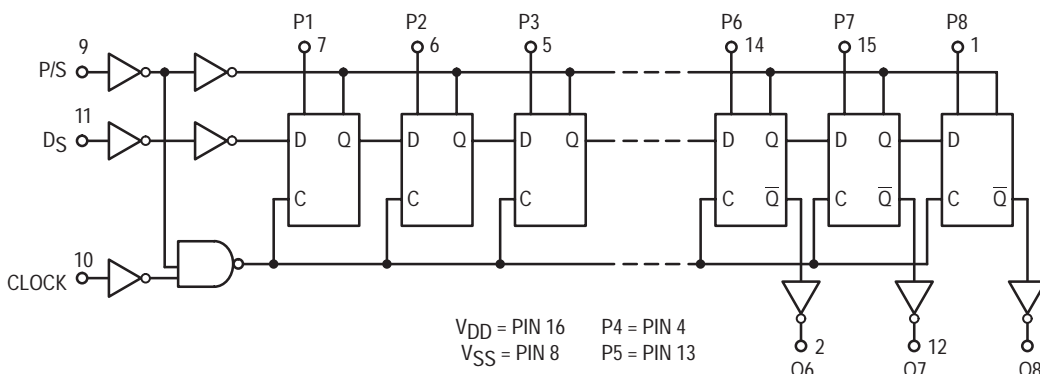 P1 P2 P3 P6 P7 P8
9 7 6 5 14 15 1
P/S
11
DS D Q D Q D Q D Q D Q D
C C C C Q C Q C Q
10
CLOCK
VDD = PIN 16 P4 = PIN 4 2 12
VSS = PIN 8 P5 = PIN 13
Q6 Q7 Q8